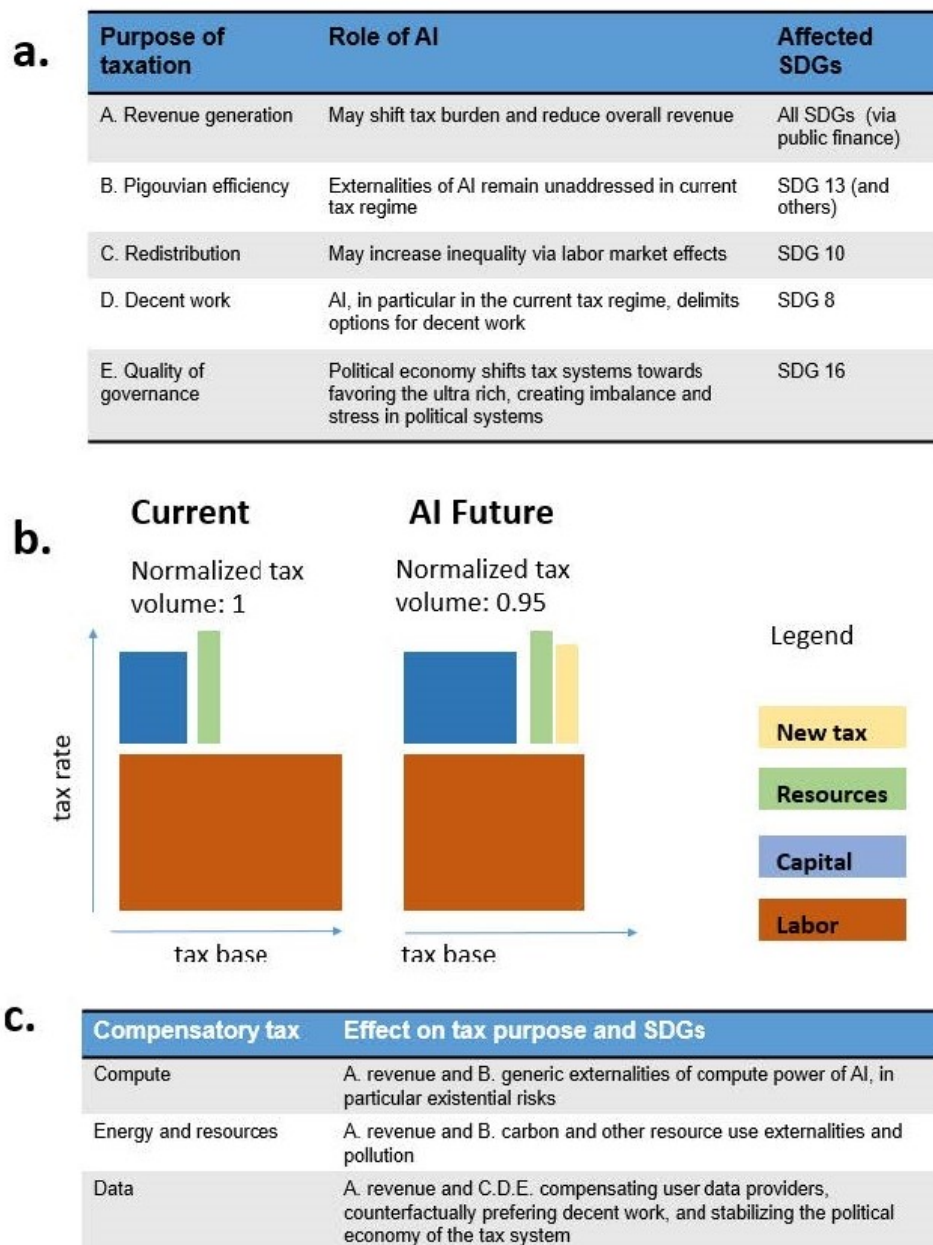 a.
Purpose of taxation Role of AI Affected SDGs
A. Revenue generation May shift tax burden and reduce overall revenue All SDGs (via public finance)
B. Pigouvian efficiency Externalities of AI remain unaddressed in current tax regime SDG 13 (and others)
C. Redistribution May increase inequality via labor market effects SDG 10
D. Decent work AI, in particular in the current tax regime, delimits options for decent work SDG 8
E. Quality of governance Political economy shifts tax systems towards favoring the ultra rich, creating imbalance and stress in political systems SDG 16
b.
Current
Normalized tax
volume: 1
AI Future
Normalized tax
volume: 0.95
tax rate
tax base
tax base
Legend
New tax
Resources
Capital
Labor
c.
Compensatory tax Effect on tax purpose and SDGs
Compute A. revenue and B. generic externalities of compute power of AI, in particular existential risks
Energy and resources A. revenue and B. carbon and other resource use externalities and pollution
Data A. revenue and C.D.E. compensating user data providers, counterfactually prefering decent work, and stabilizing the political economy of the tax system